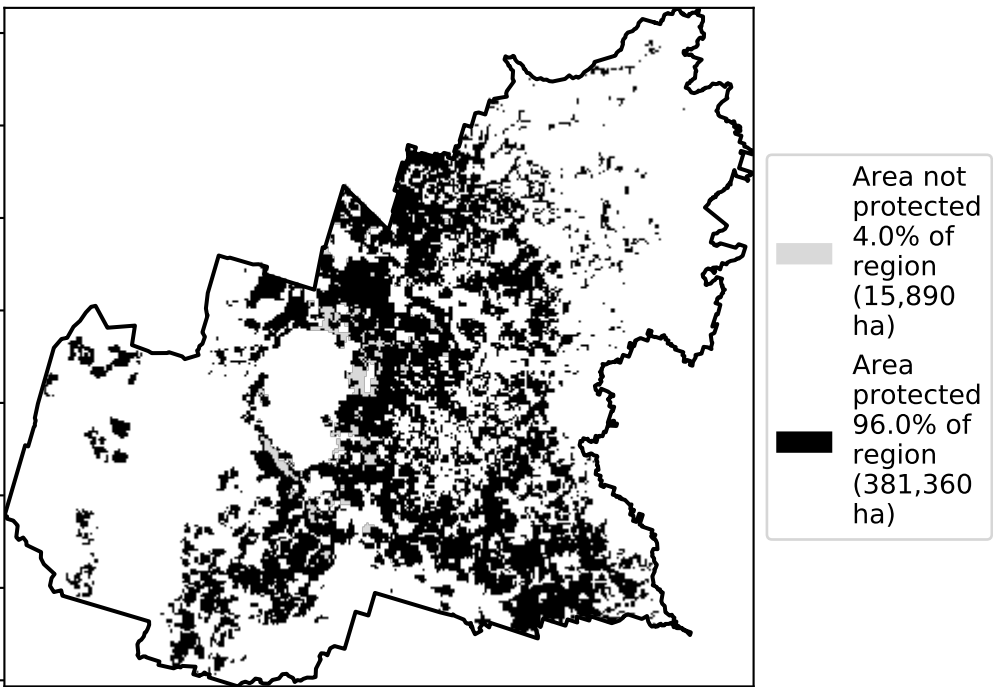 Area not
protected
4.0% of
region
(15,890
ha)
Area
protected
96.0% of
region
(381,360
ha)